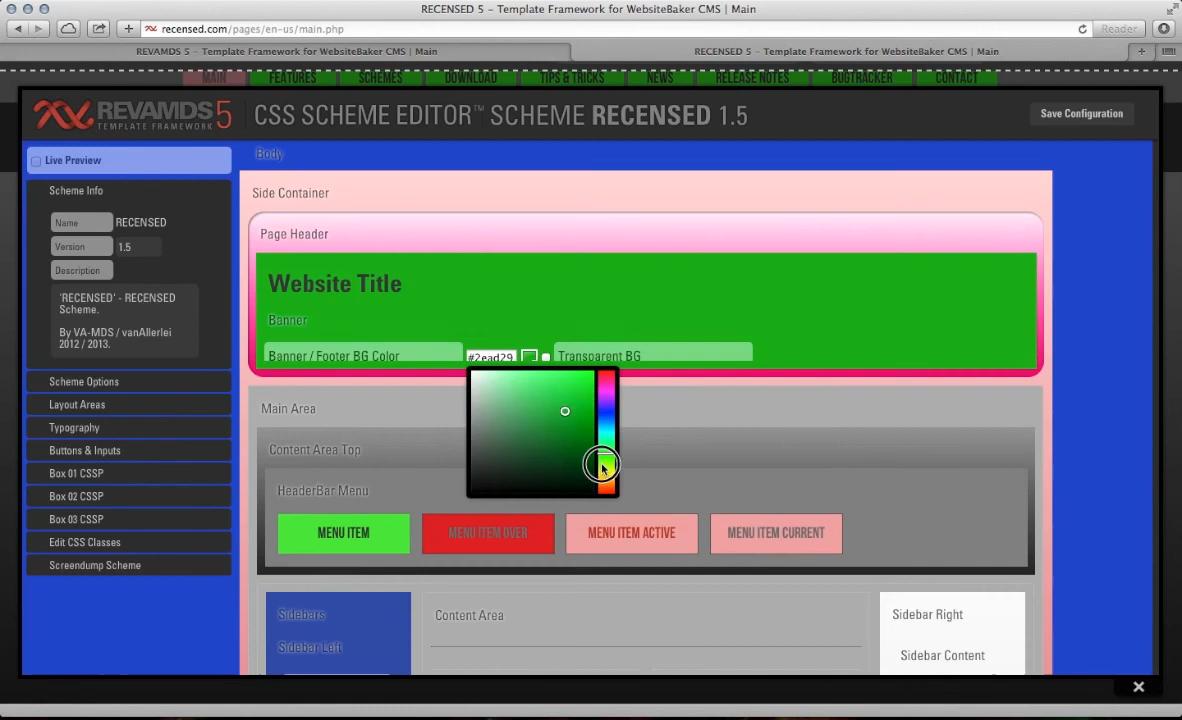 RECENSED 5 – Template Framework for WebsiteBaker CMS | Main
recensed.com/pages/en-us/main.php
Reader
REVAMDS 5 – Template Framework for WebsiteBaker CMS | Main
RECENSED 5 – Template Framework for WebsiteBaker CMS | Main
MAIN FEATURES SCHEMES DOWNLOAD TIPS & TRICKS NEWS RELEASE NOTES BUGTRACKER CONTACT
REVAMDS 5
TEMPLATE FRAMEWORK
CSS SCHEME EDITOR™ SCHEME RECENSED 1.5
Save Configuration
Live Preview
Scheme Info
Name RECENSED
Version 1.5
Description
'RECENSED' - RECENSED
Scheme.
By VA-MDS / vanAllerlei
2012 / 2013.
Scheme Options
Layout Areas
Typography
Buttons & Inputs
Box 01 CSSP
Box 02 CSSP
Box 03 CSSP
Edit CSS Classes
Screendump Scheme
Body
Side Container
Page Header
Website Title
Banner
Banner / Footer BG Color #2ead29 Transparent BG
Main Area
Content Area Top
HeaderBar Menu
MENU ITEM MENU ITEM OVER MENU ITEM ACTIVE MENU ITEM CURRENT
Sidebars
Sidebar Left
Content Area
Sidebar Right
Sidebar Content